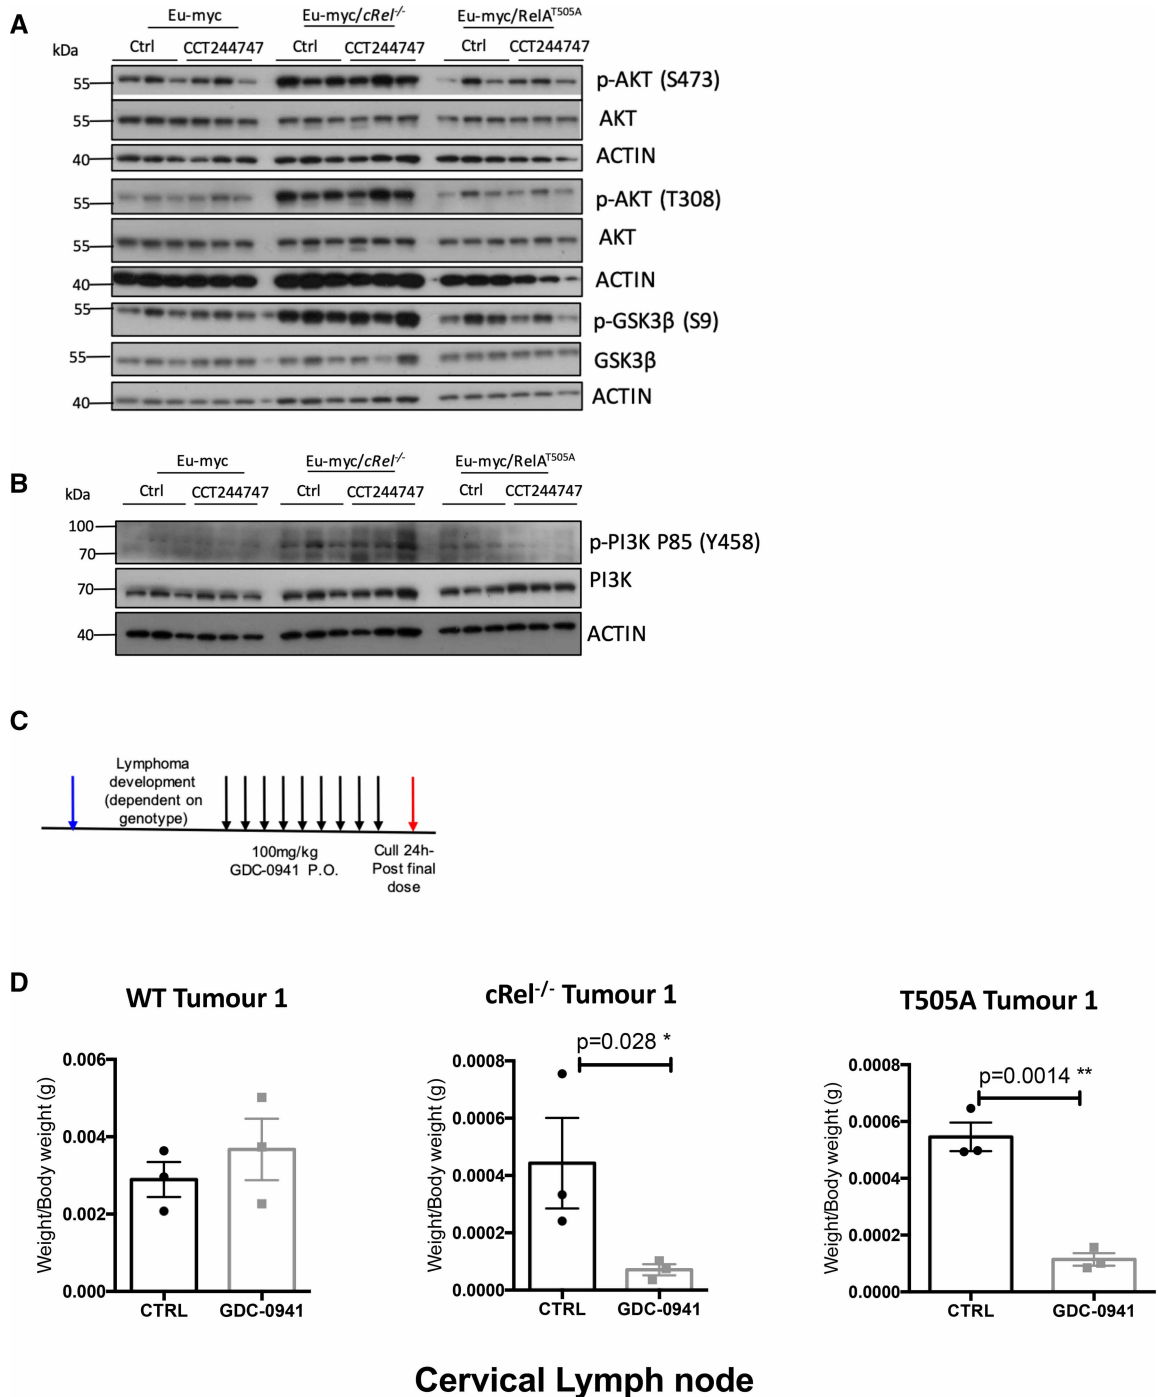 A
Eu-myc Eu-myc/cRel-/- Eu-myc/RelAT505A
kDa Ctrl CCT244747 Ctrl CCT244747 Ctrl CCT244747
55 p-AKT (S473)
55 AKT
40 ACTIN
55 p-AKT (T308)
55 AKT
40 ACTIN
55 p-GSK3β (S9)
55 GSK3β
40 ACTIN
B
Eu-myc Eu-myc/cRel-/- Eu-myc/RelAT505A
kDa Ctrl CCT244747 Ctrl CCT244747 Ctrl CCT244747
100
70 p-PI3K P85 (Y458)
70 PI3K
40 ACTIN
C
Lymphoma
development
(dependent on
genotype)
100mg/kg
GDC-0941 P.O.
Cull 24h-
Post final
dose
D
WT Tumour 1
Weight/Body weight (g)
0.006
0.004
0.002
0.000
CTRL GDC-0941
cRel-/- Tumour 1
p=0.028 *
Weight/Body weight (g)
0.0008
0.0006
0.0004
0.0002
0.0000
CTRL GDC-0941
T505A Tumour 1
p=0.0014 **
Weight/Body weight (g)
0.0008
0.0006
0.0004
0.0002
0.0000
CTRL GDC-0941
Cervical Lymph node